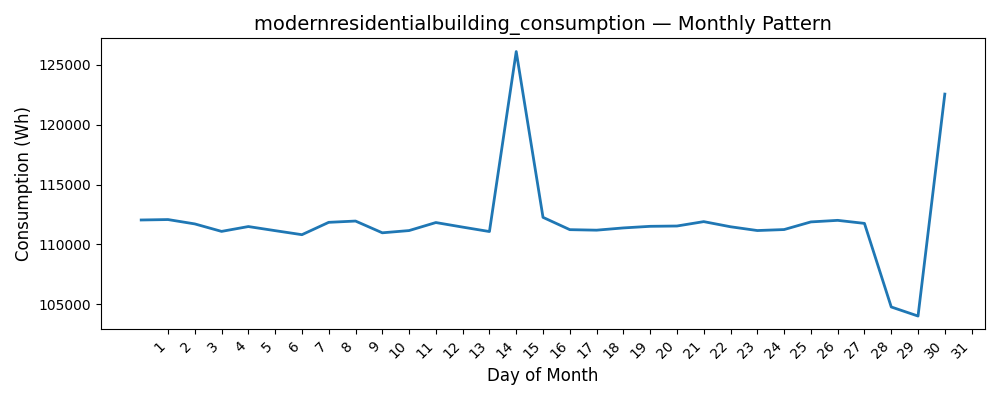 modernresidentialbuilding_consumption — Monthly Pattern
Consumption (Wh)
125000
120000
115000
110000
105000
1 2 3 4 5 6 7 8 9 10 11 12 13 14 15 16 17 18 19 20 21 22 23 24 25 26 27 28 29 30 31
Day of Month